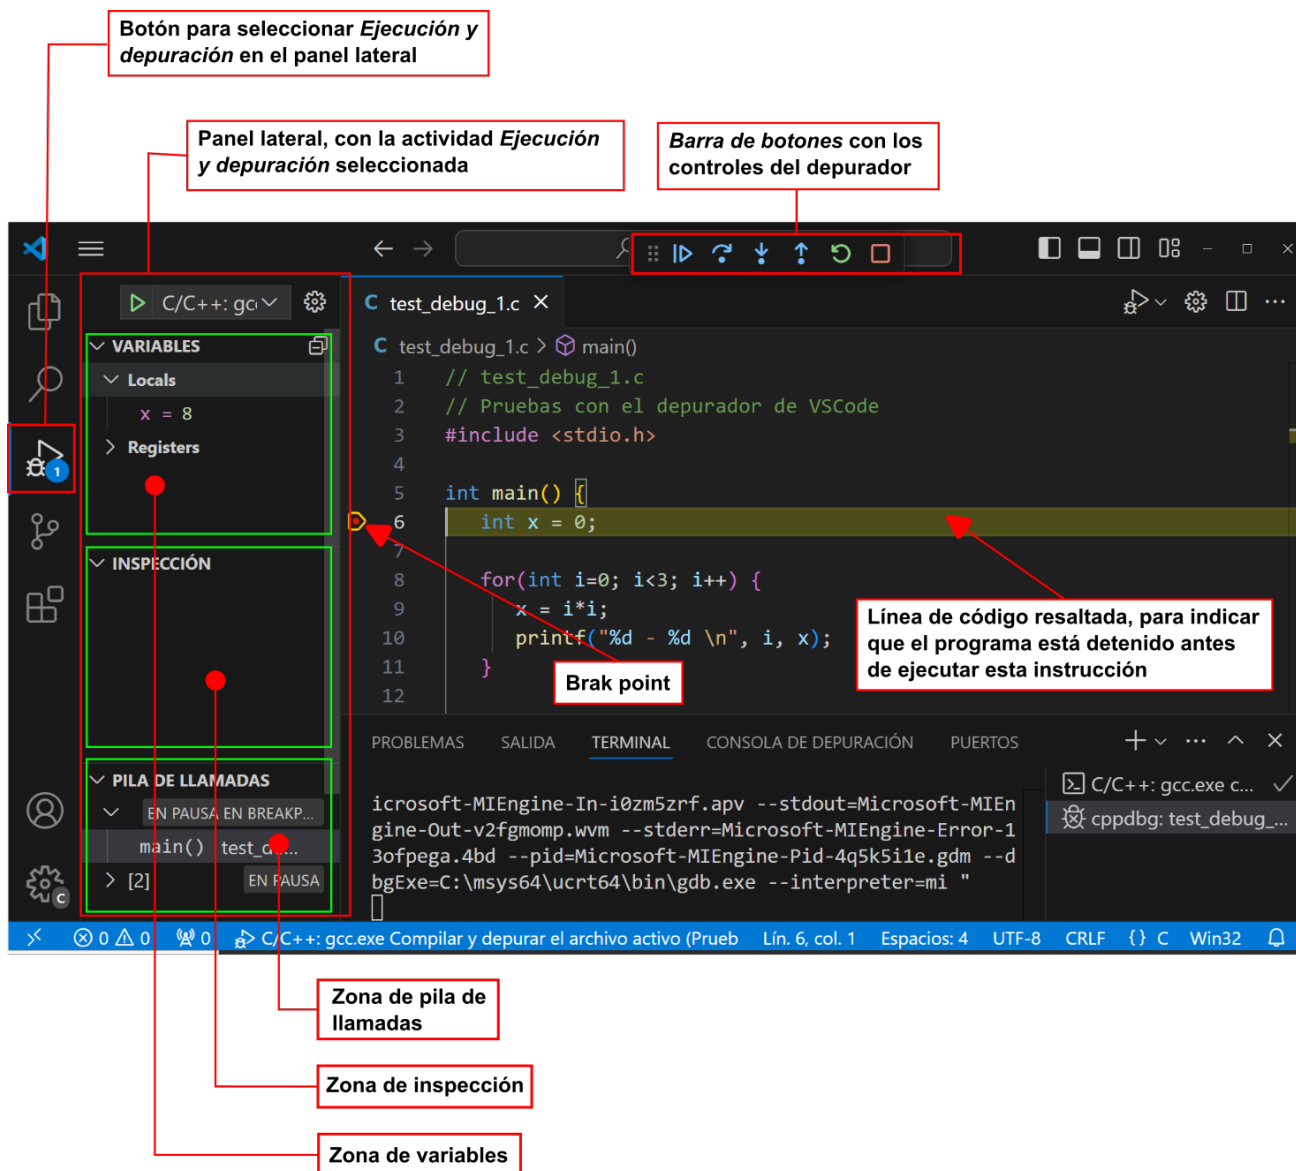 Botón para seleccionar Ejecución y
depuración en el panel lateral
Panel lateral, con la actividad Ejecución
y depuración seleccionada
Barra de botones con los
controles del depurador
C/C++: gc
C test_debug_1.c
VARIABLES
Locals
x = 8
Registers
1
C test_debug_1.c > main()
1 // test_debug_1.c
2 // Pruebas con el depurador de VSCode
3 #include <stdio.h>
4
5 int main() {
6 int x = 0;
7
8 for(int i=0; i<3; i++) {
9 x = i*i;
10 printf("%d - %d \n", i, x);
11 }
12
INSPECCIÓN
Línea de código resaltada, para indicar
que el programa está detenido antes
de ejecutar esta instrucción
Brak point
PROBLEMAS SALIDA TERMINAL CONSOLA DE DEPURACIÓN PUERTOS
PILA DE LLAMADAS
EN PAUSA EN BREAKP...
main() test_d...
[2] EN PAUSA
icrosoft-MIEngine-In-i0zm5zrf.apv --stdout=Microsoft-MIEn
gine-Out-v2fgmomp.wvm --stderr=Microsoft-MIEngine-Error-1
3ofpega.4bd --pid=Microsoft-MIEngine-Pid-4q5k5i1e.gdm --d
bgExe=C:\msys64\ucrt64\bin\gdb.exe --interpreter=mi "
C/C++: gcc.exe c...
cppdbg: test_debug_...
C
0 0 0 C/C++: gcc.exe Compilar y depurar el archivo activo (Prueb Lín. 6, col. 1 Espacios: 4 UTF-8 CRLF {} C Win32
Zona de pila de
llamadas
Zona de inspección
Zona de variables